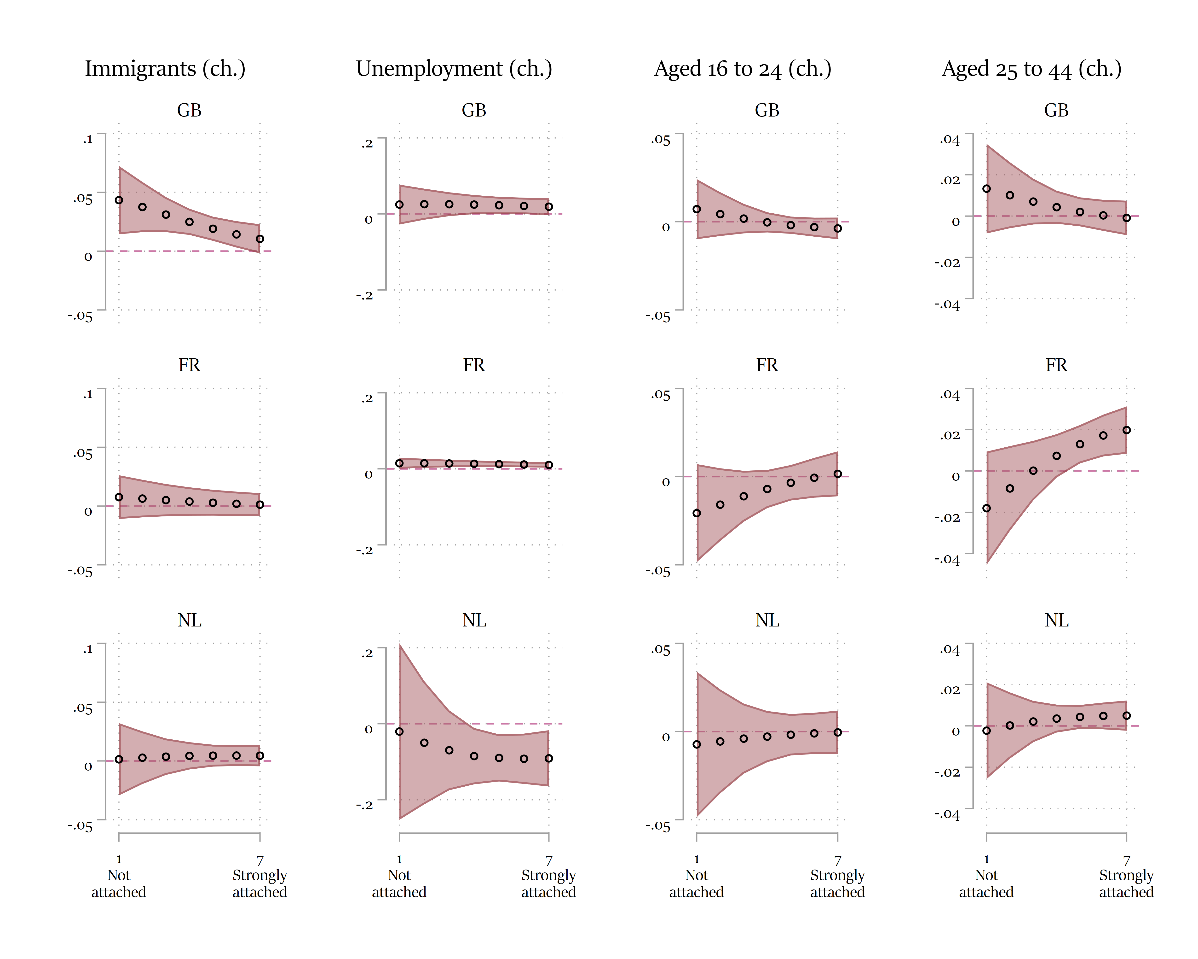 Immigrants (ch.) Unemployment (ch.) Aged 16 to 24 (ch.) Aged 25 to 44 (ch.)
GB GB GB GB
.1 .2 .05 .04
.05 .02
0 0 0 0
-.02
-.05 -.2 -.05 -.04
FR FR FR FR
.1 .2 .05 .04
.05 .02
0 0 0 0
-.02
-.05 -.2 -.05 -.04
NL NL NL NL
.1 .2 .05 .04
.05 .02
0 0 0 0
-.02
-.05 -.2 -.05 -.04
1 7 1 7 1 7 1 7
Not Strongly Not Strongly Not Strongly Not Strongly
attached attached attached attached attached attached attached attached